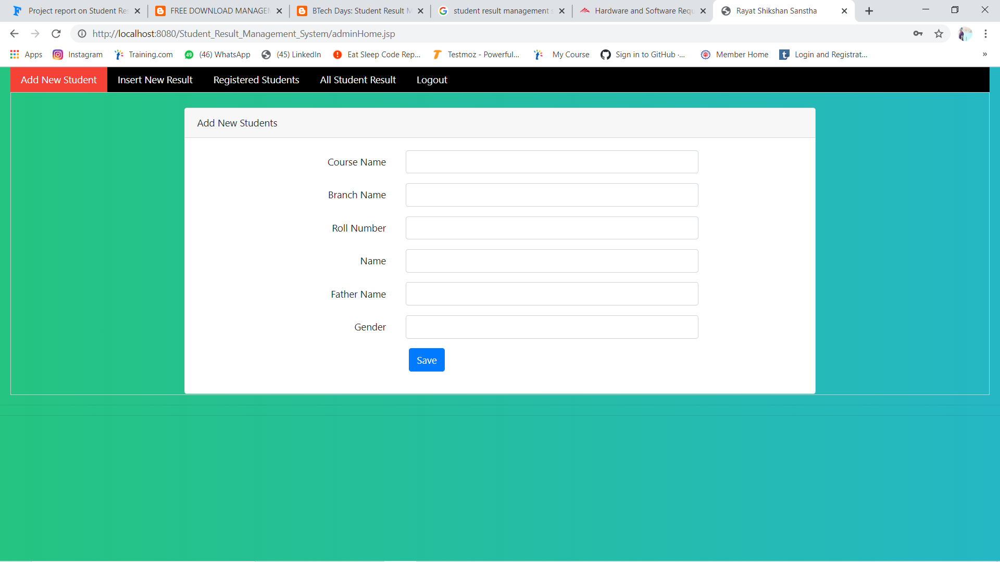 Project report on Student Res
FREE DOWNLOAD MANAGEM
BTech Days: Student Result M
student result management s
Hardware and Software Requ
Rayat Shikshan Sanstha
http://localhost:8080/Student_Result_Management_System/adminHome.jsp
Apps
Instagram
Training.com
49
(46) WhatsApp
(45) LinkedIn
Eat Sleep Code Rep...
Testmoz - Powerful...
My Course
Sign in to GitHub ·...
Member Home
Login and Registrat...
»
Add New Student
Insert New Result
Registered Students
All Student Result
Logout
Add New Students
Course Name
Branch Name
Roll Number
Name
Father Name
Gender
Save